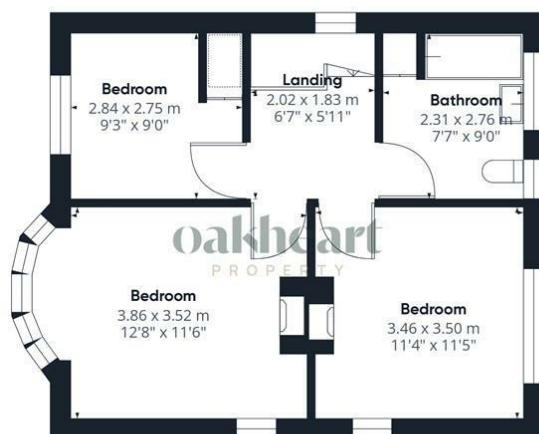 Bedroom
2.84 x 2.75 m
9'3" x 9'0"
Landing
2.02 x 1.83 m
6'7" x 5'11"
Bathroom
2.31 x 2.76 m
7'7" x 9'0"
oakheart
PROPERTY
Bedroom
3.86 x 3.52 m
12'8" x 11'6"
Bedroom
3.46 x 3.50 m
11'4" x 11'5"